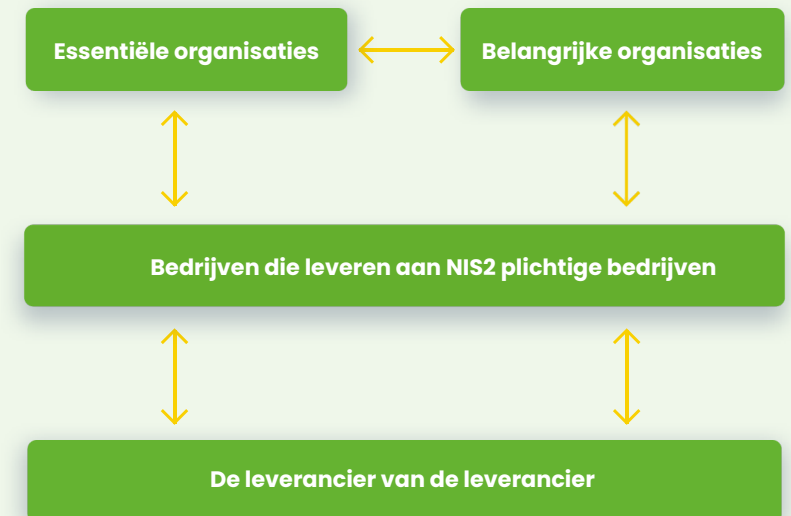 Essentiële organisaties
Belangrijke organisaties
Bedrijven die leveren aan NIS2 plichtige bedrijven
De leverancier van de leverancier